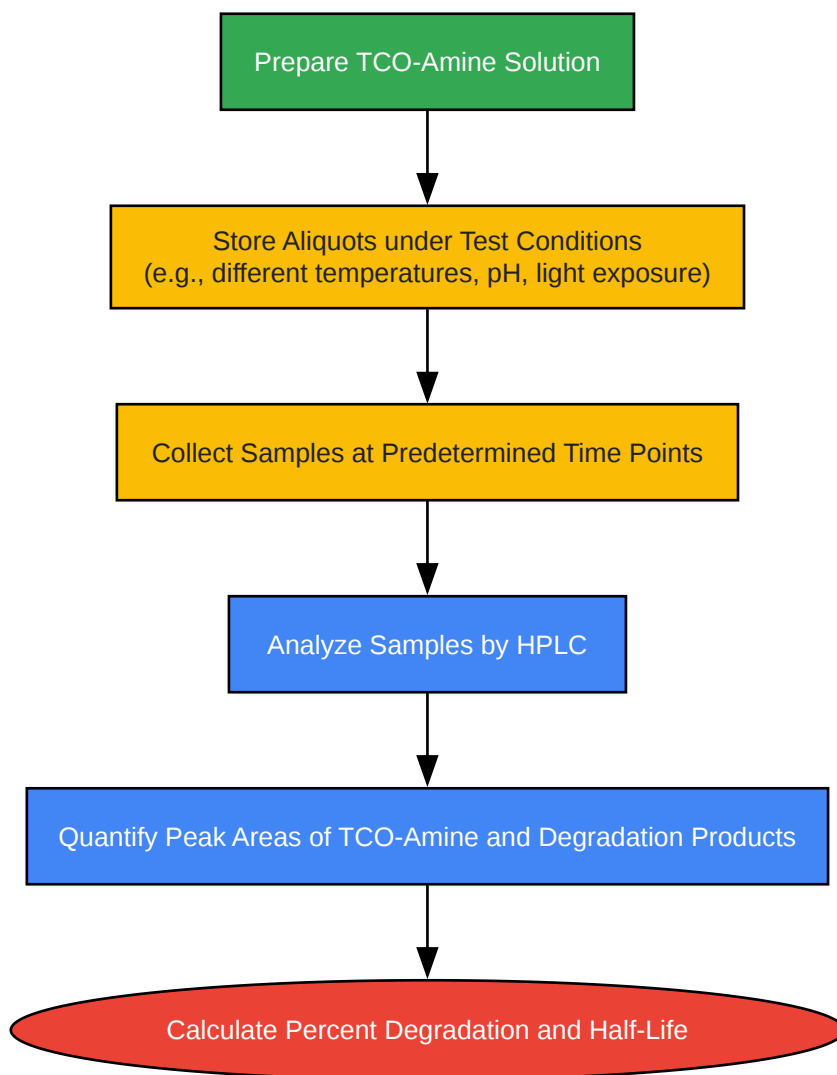 Prepare TCO-Amine Solution
Store Aliquots under Test Conditions
(e.g., different temperatures, pH, light exposure)
Collect Samples at Predetermined Time Points
Analyze Samples by HPLC
Quantify Peak Areas of TCO-Amine and Degradation Products
Calculate Percent Degradation and Half-Life